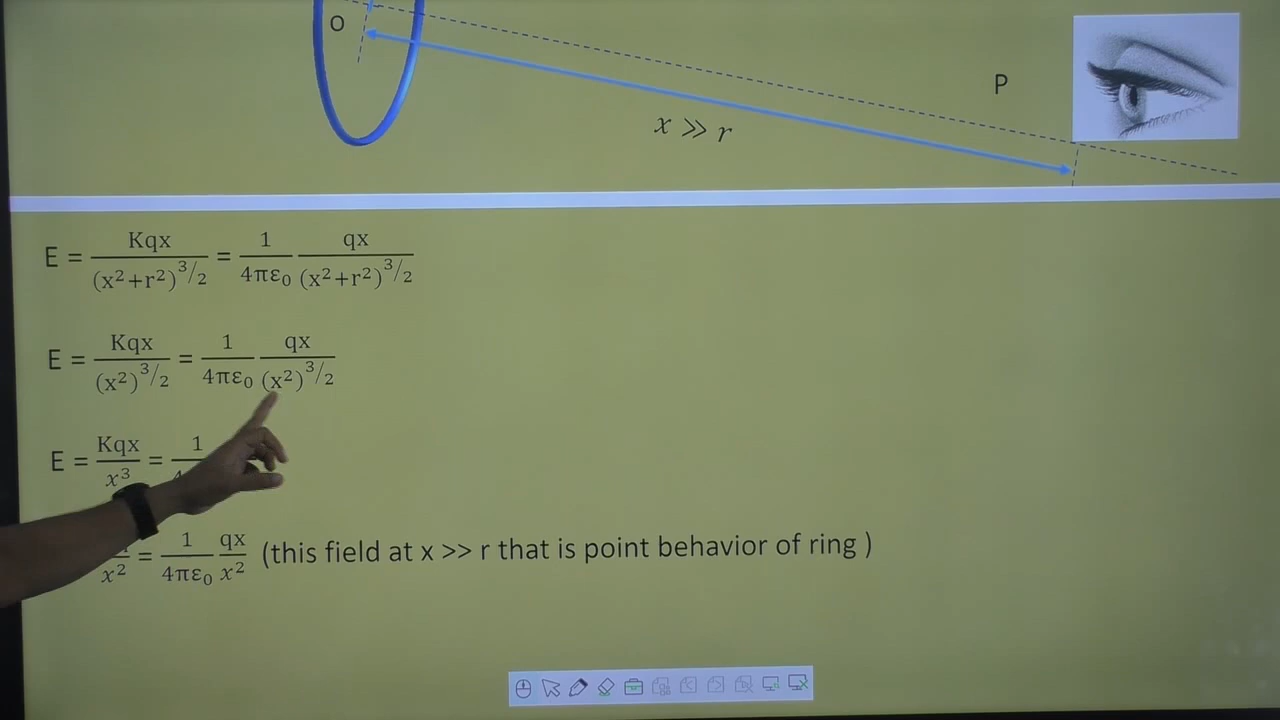 O
P
x ≫ r
E = Kqx/(x²+r²)^3/2 = 1/4πε₀ qx/(x²+r²)^3/2
E = Kqx/(x²)^3/2 = 1/4πε₀ qx/(x²)^3/2
E = Kqx/x³ = 1
/x² = 1/4πε₀ qx/x² (this field at x >> r that is point behavior of ring )